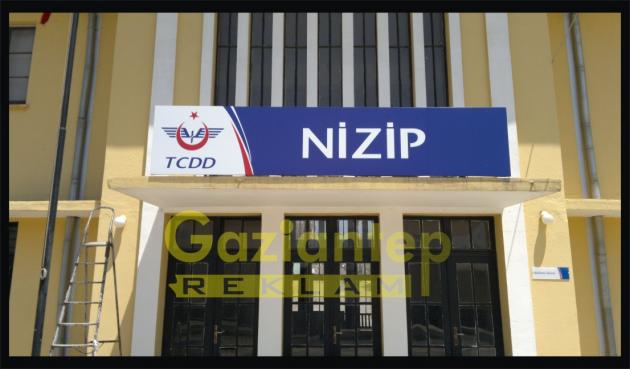 TCDD
NİZİP
Gaziantep
REKLAM